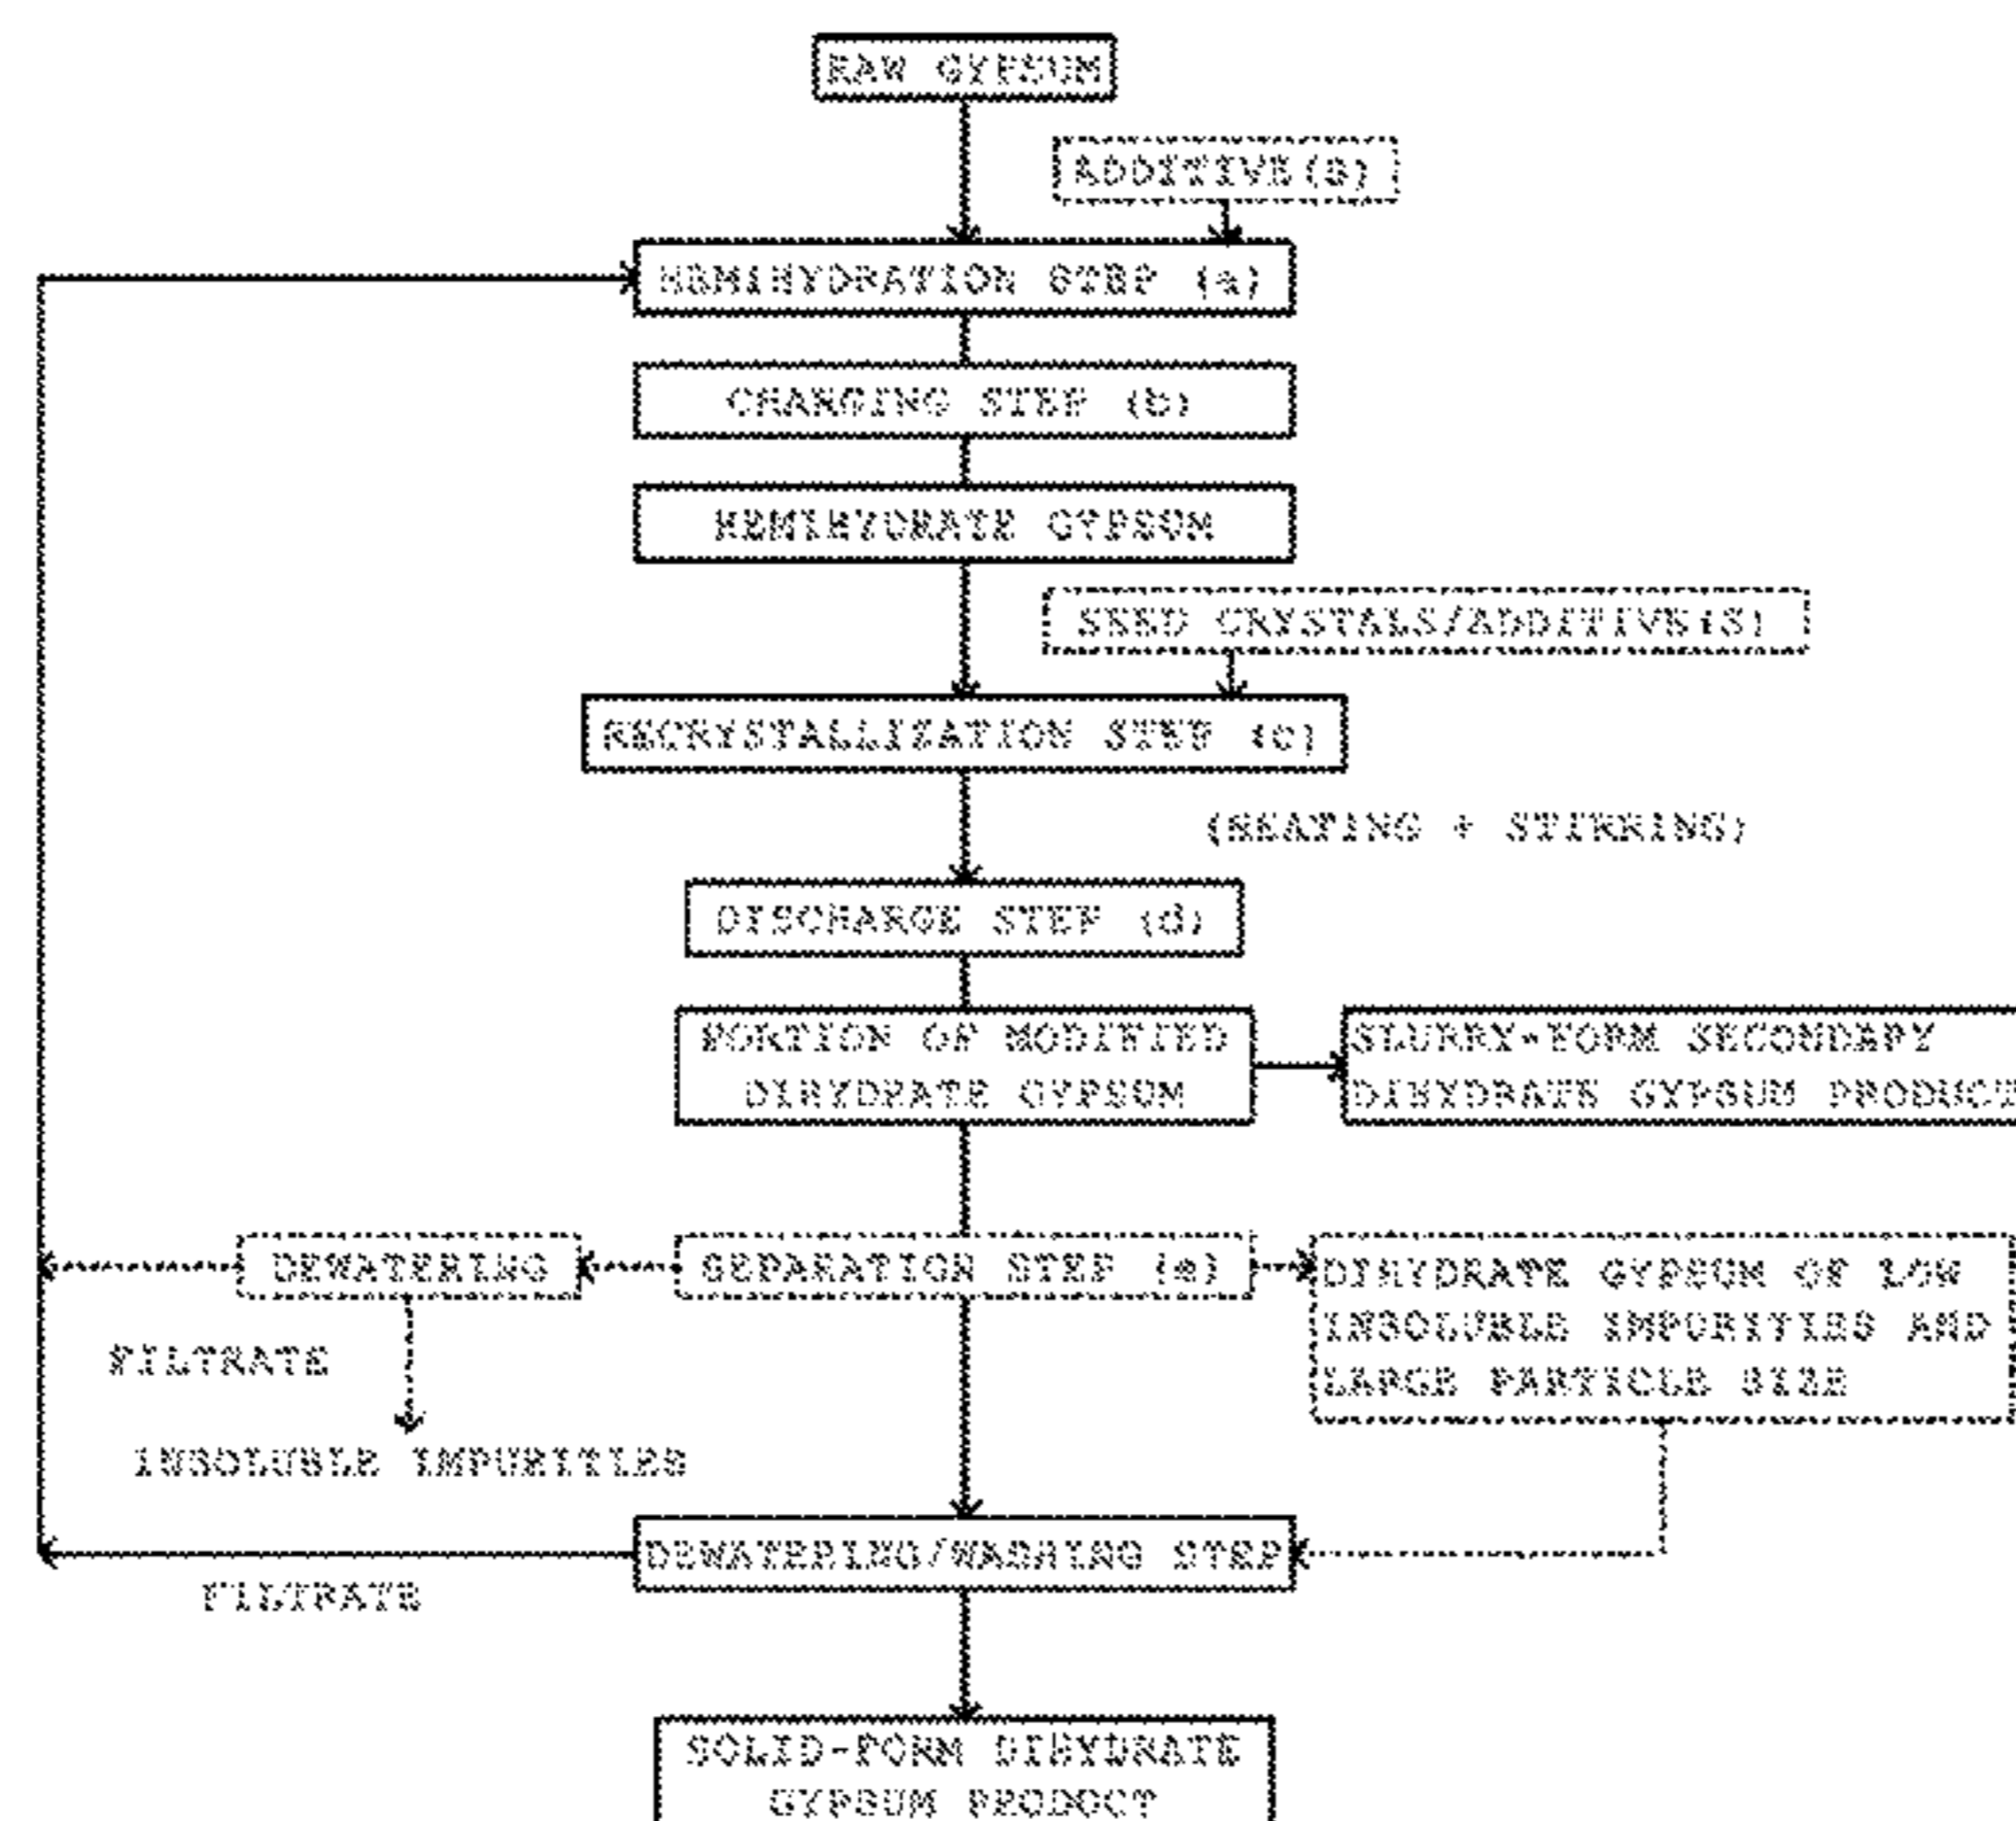 RAW GYPSUM
ADDITIVE(S)
HEMIHYDRATION STEP (a)
CHANGING STEP (b)
HEMIHYDRATE GYPSUM
SEED CRYSTALS/ADDITIVE(S)
RECRYSTALLIZATION STEP (c)
(HEATING + STIRRING)
DISCHARGE STEP (d)
PORTION OF MODIFIED
DIHYDRATE GYPSUM
SLURRY-FORM SECONDARY
DIHYDRATE GYPSUM PRODUCT
DEWATERING
SEPARATION STEP (e)
DIHYDRATE GYPSUM OF LOW
INSOLUBLE IMPURITIES AND
LARGE PARTICLE SIZE
FILTRATE
INSOLUBLE IMPURITIES
DEWATERING/WASHING STEP
FILTRATE
SOLID-FORM DIHYDRATE
GYPSUM PRODUCT